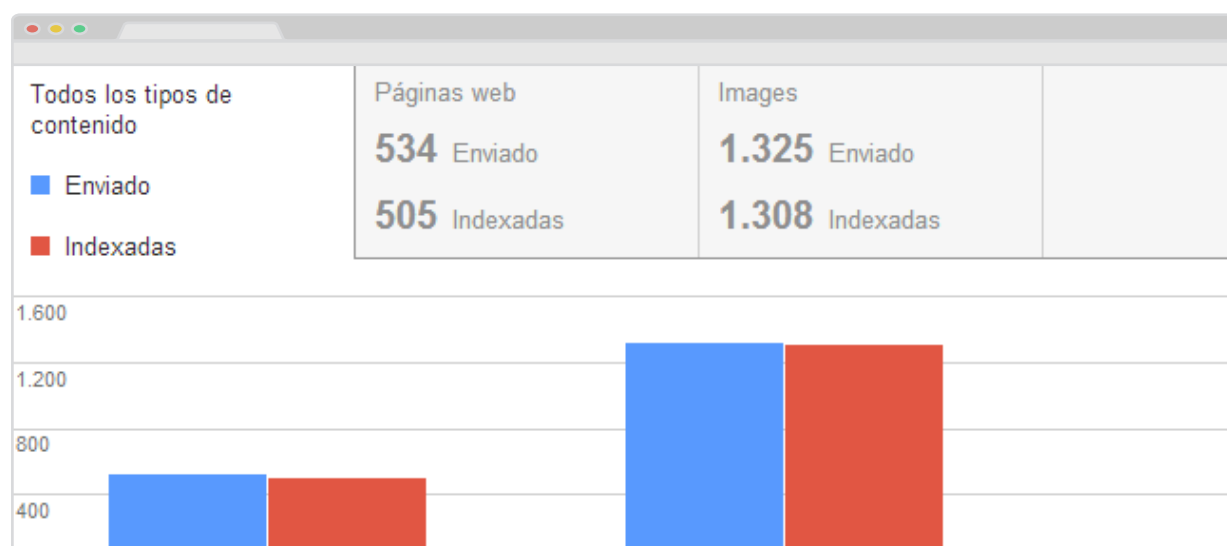 Todos los tipos de
contenido
Enviado
Indexadas
Páginas web
534 Enviado
505 Indexadas
Images
1.325 Enviado
1.308 Indexadas
1.600
1.200
800
400